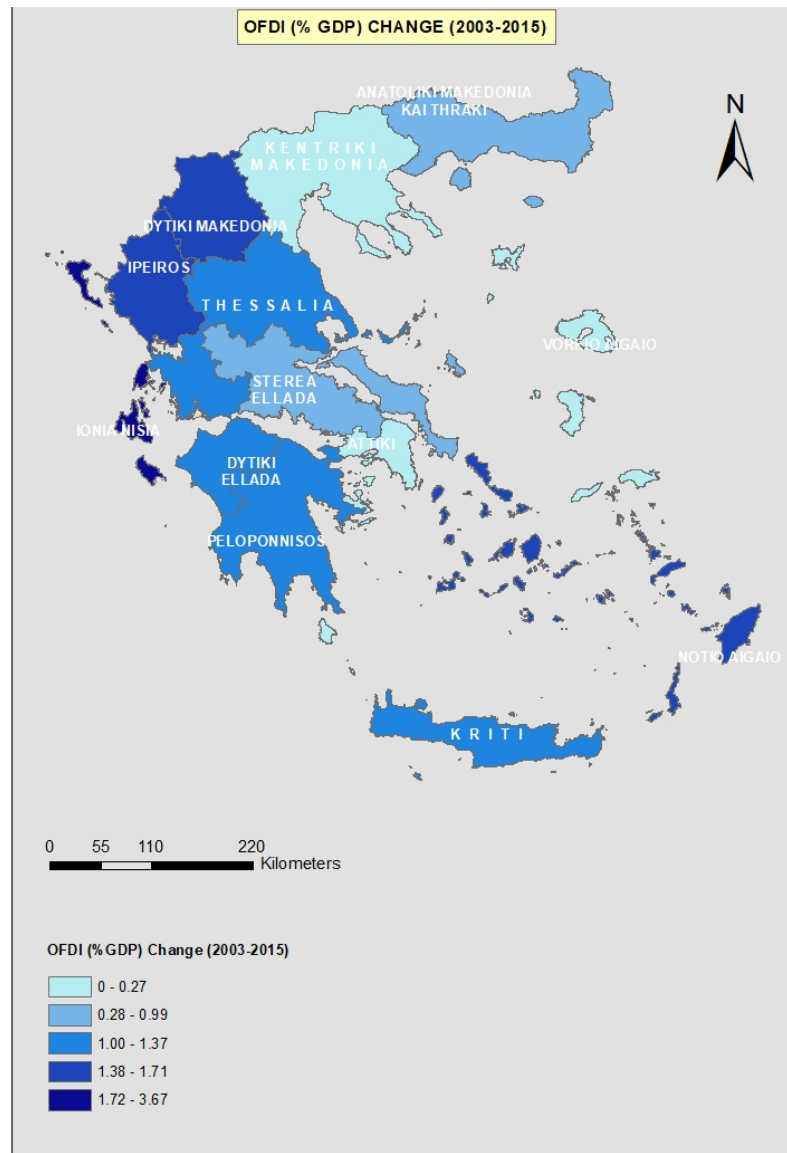 OFDI (% GDP) CHANGE (2003-2015)
ANATOLIKI MAKEDONIA
KAI THRAKI
N
KENTRIKI
MAKEDONIA
DYTIKI MAKEDONIA
IPEIROS
THESSALIA
VOREIO AIGAIO
STEREA
ELLADA
IONIA NISIA
ATTIKI
DYTIKI
ELLADA
PELOPONNISOS
NOTIO AIGAIO
KRITI
0 55 110 220
Kilometers
OFDI (%GDP) Change (2003-2015)
0 - 0.27
0.28 - 0.99
1.00 - 1.37
1.38 - 1.71
1.72 - 3.67